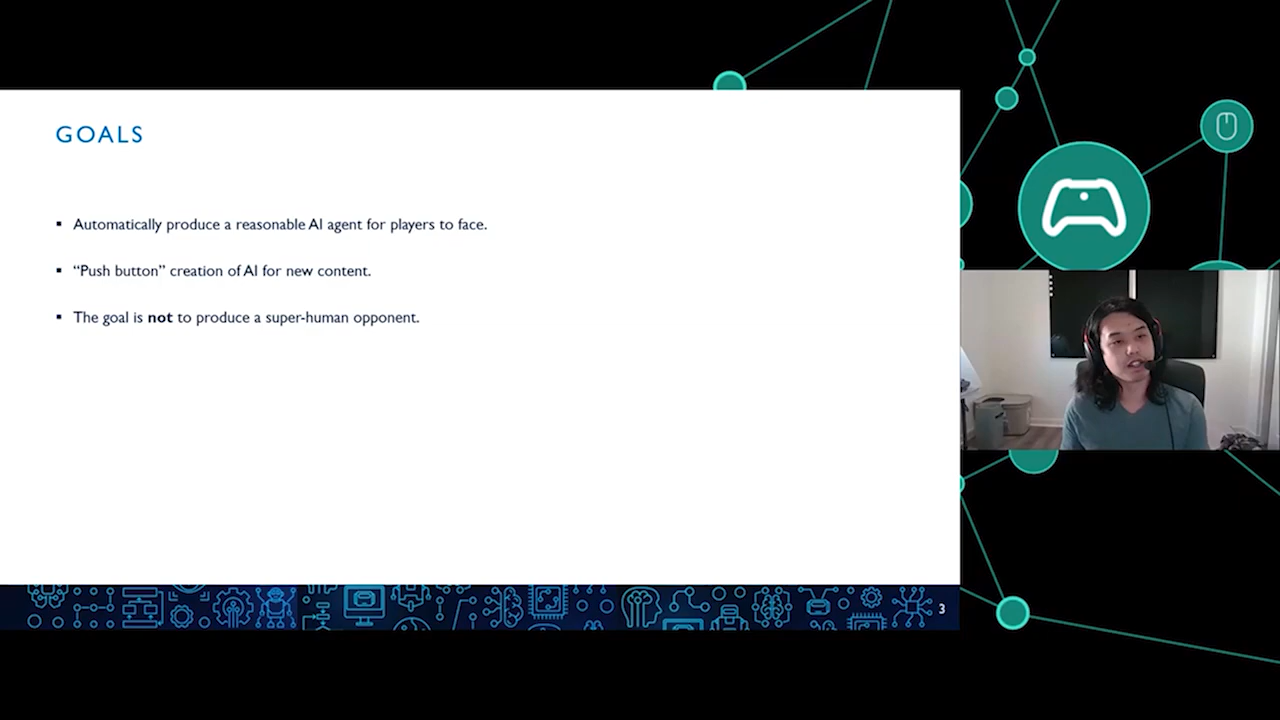 GOALS
▪ Automatically produce a reasonable AI agent for players to face.
▪ “Push button” creation of AI for new content.
▪ The goal is not to produce a super-human opponent.
3